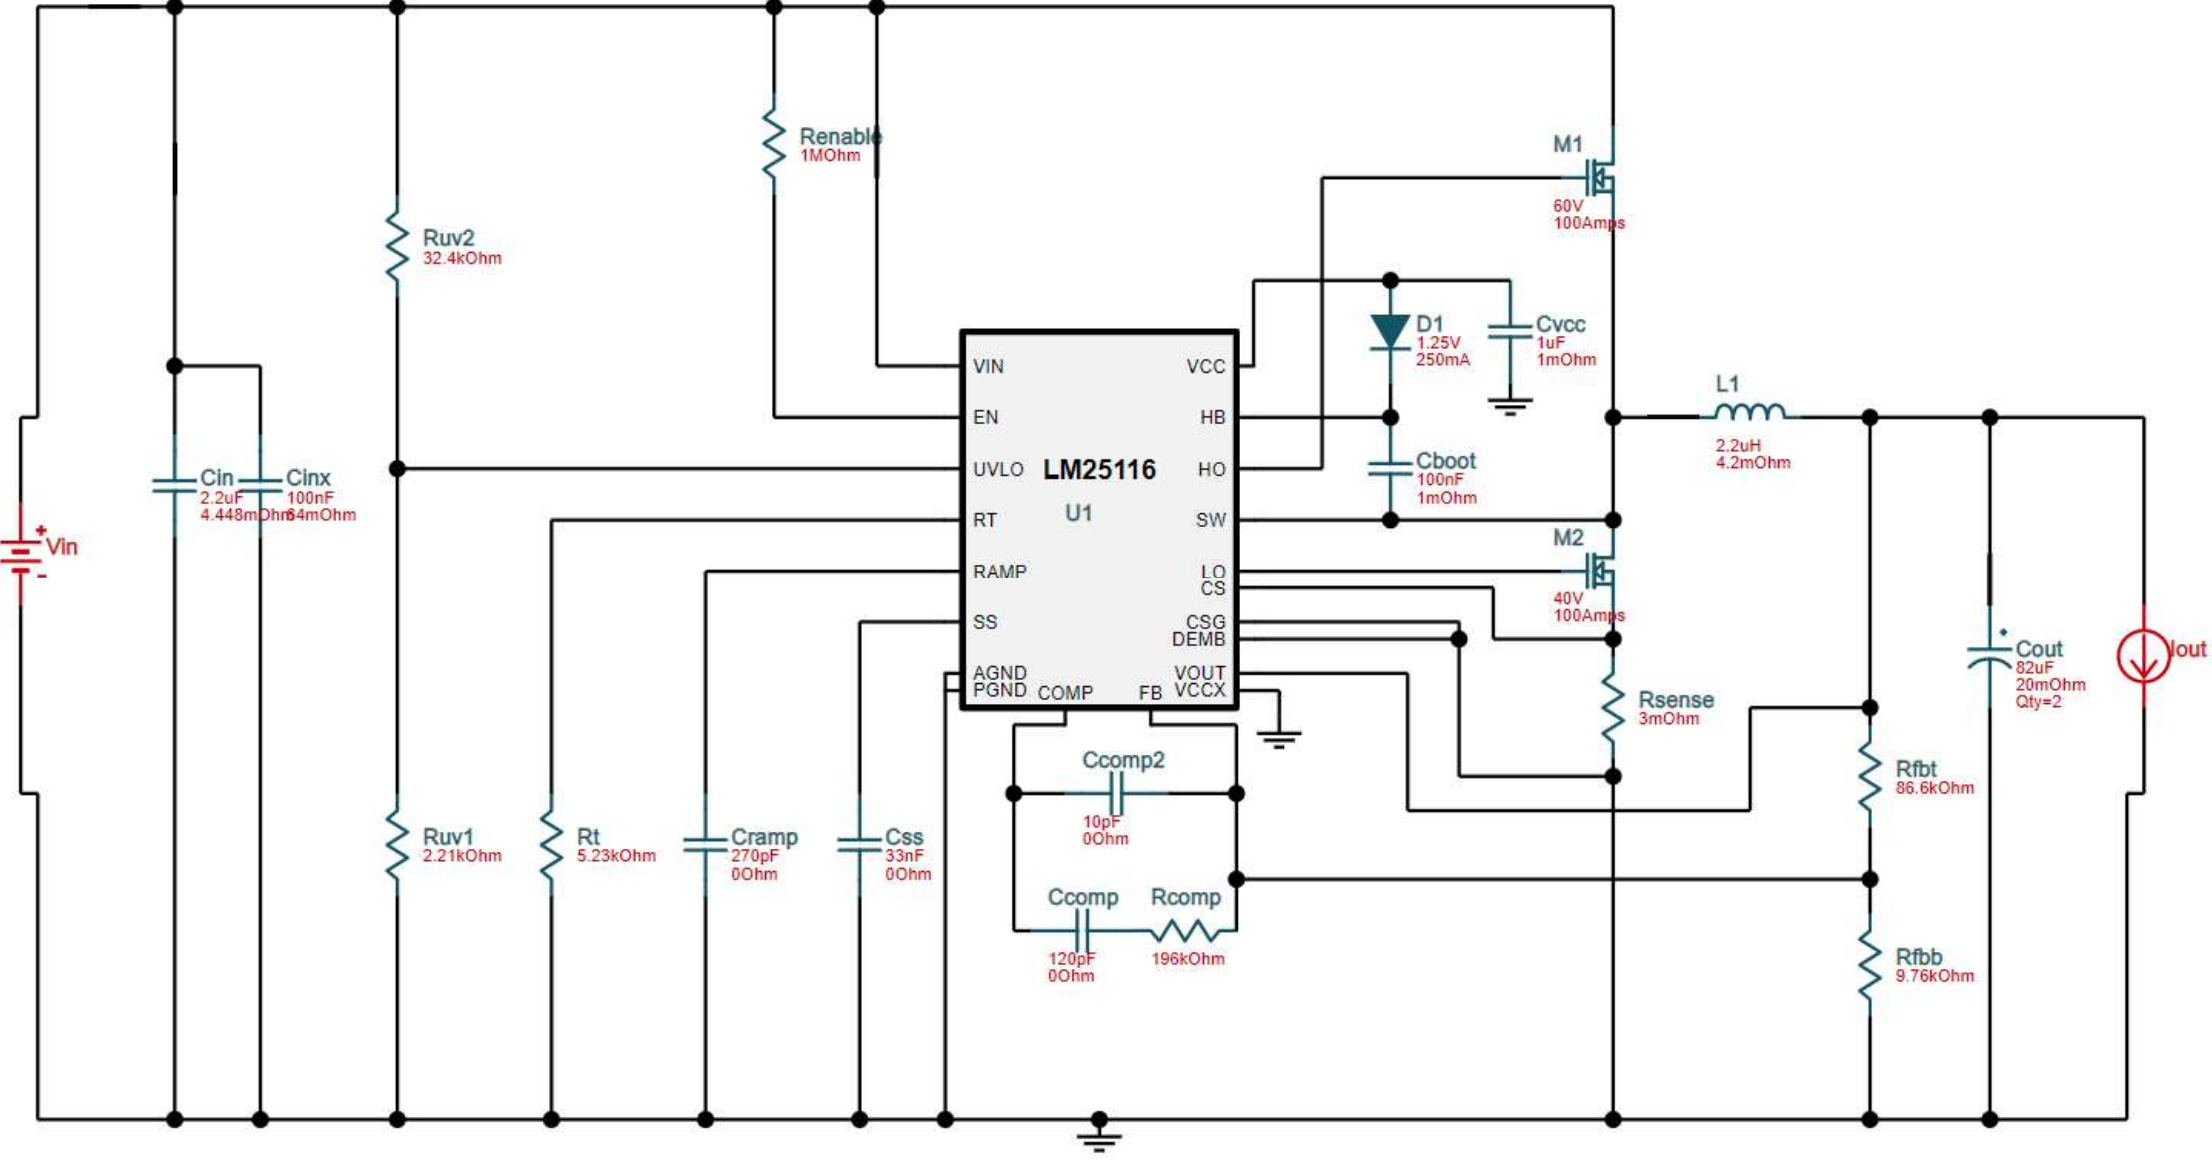 M1
60V
100Amps
Renable
1MOhm
Ruv2
32.4kOhm
D1
1.25V
250mA
Cvcc
1uF
1mOhm
VIN
VCC
EN
HB
UVLO
LM25116
HO
U1
RT
SW
RAMP
LO
CS
SS
CSG
DEMB
AGND
PGND
COMP
FB
VOUT
VCCX
L1
2.2uH
4.2mOhm
Cboot
100nF
1mOhm
Cin
2.2uF
4.448mOhm
Cinx
100nF
64mOhm
+
Vin
-
M2
40V
100Amps
Rsense
3mOhm
Cout
82uF
20mOhm
Qty=2
Iout
Ccomp2
10pF
0Ohm
Rfbt
86.6kOhm
Ruv1
2.21kOhm
Rt
5.23kOhm
Cramp
270pF
0Ohm
Css
33nF
0Ohm
Ccomp
120pF
0Ohm
Rcomp
196kOhm
Rfbb
9.76kOhm